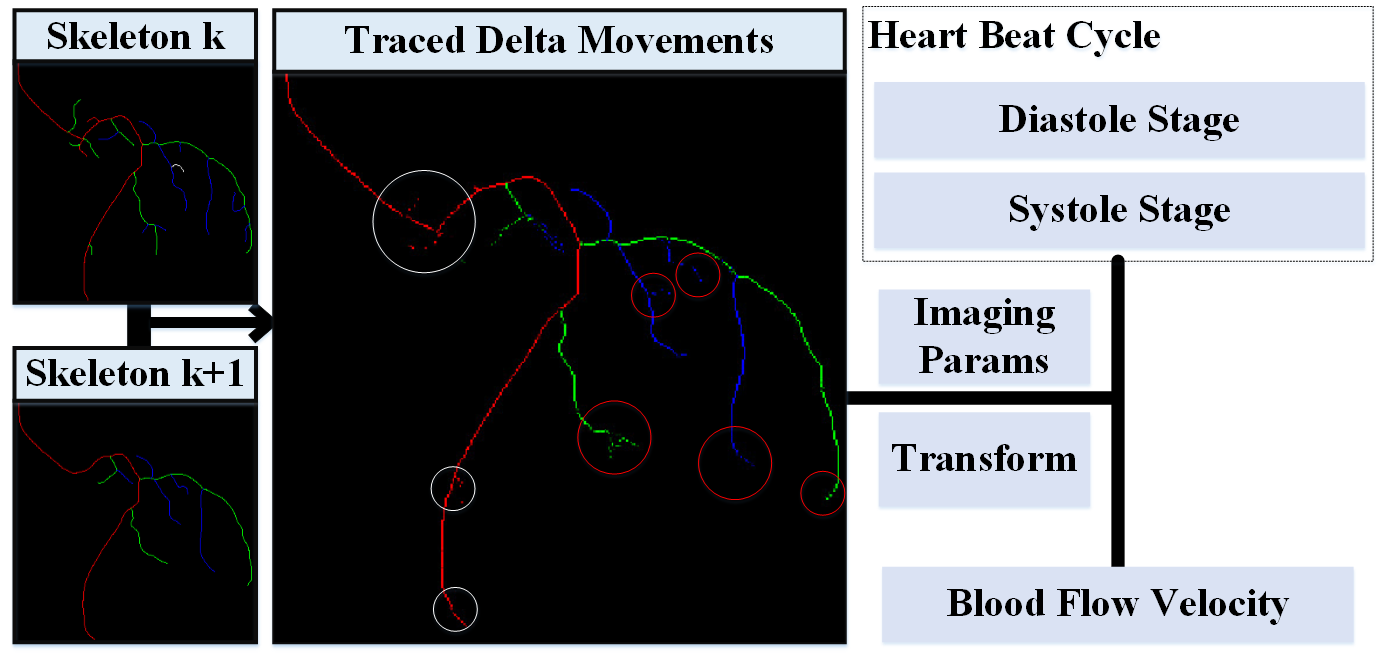 Skeleton k
Skeleton k+1
Traced Delta Movements
Heart Beat Cycle
Diastole Stage
Systole Stage
Imaging
Params
Transform
Blood Flow Velocity